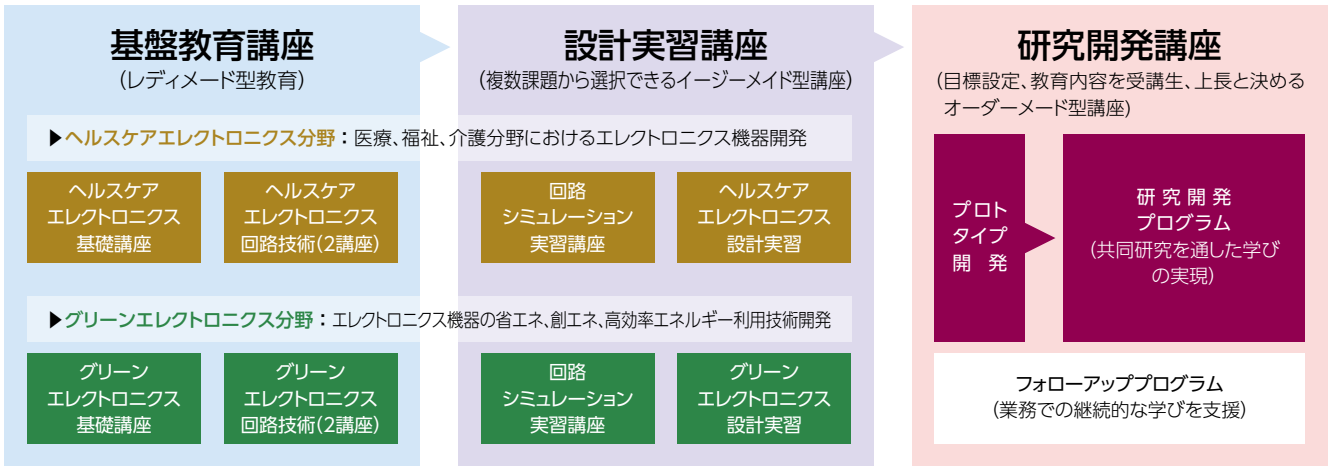 基盤教育講座
(レディメード型教育)
設計実習講座
(複数課題から選択できるイージーメイド型講座)
▶ヘルスケアエレクトロニクス分野：医療、福祉、介護分野におけるエレクトロニクス機器開発
ヘルスケア
エレクトロニクス
基礎講座
ヘルスケア
エレクトロニクス
回路技術(2講座)
回路
シミュレーション
実習講座
ヘルスケア
エレクトロニクス
設計実習
▶グリーンエレクトロニクス分野：エレクトロニクス機器の省エネ、創エネ、高効率エネルギー利用技術開発
グリーン
エレクトロニクス
基礎講座
グリーン
エレクトロニクス
回路技術(2講座)
回路
シミュレーション
実習講座
グリーン
エレクトロニクス
設計実習
研究開発講座
(目標設定、教育内容を受講生、上長と決める
オーダーメード型講座)
プロト
タイプ
開 発
研 究 開 発
プログラム
(共同研究を通した学び
の実現)
フォローアッププログラム
(業務での継続的な学びを支援)